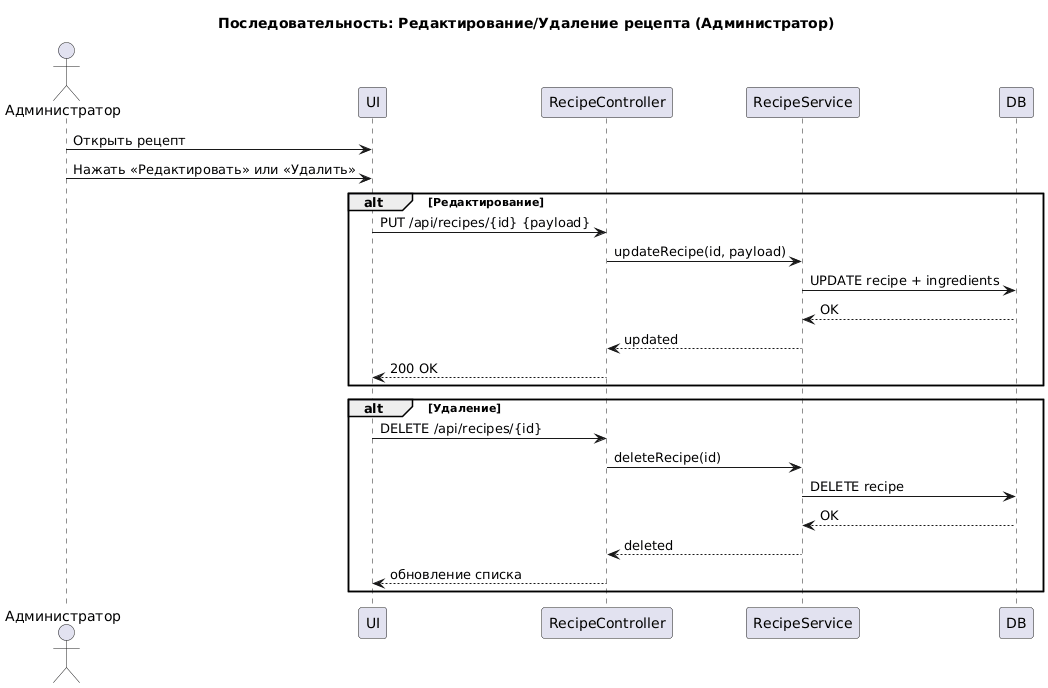 Последовательность: Редактирование/Удаление рецепта (Администратор)
Администратор
UI
RecipeController
RecipeService
DB
Открыть рецепт
Нажать «Редактировать» или «Удалить»
alt [Редактирование]
PUT /api/recipes/{id} {payload}
updateRecipe(id, payload)
UPDATE recipe + ingredients
OK
updated
200 OK
alt [Удаление]
DELETE /api/recipes/{id}
deleteRecipe(id)
DELETE recipe
OK
deleted
обновление списка
Администратор
UI
RecipeController
RecipeService
DB